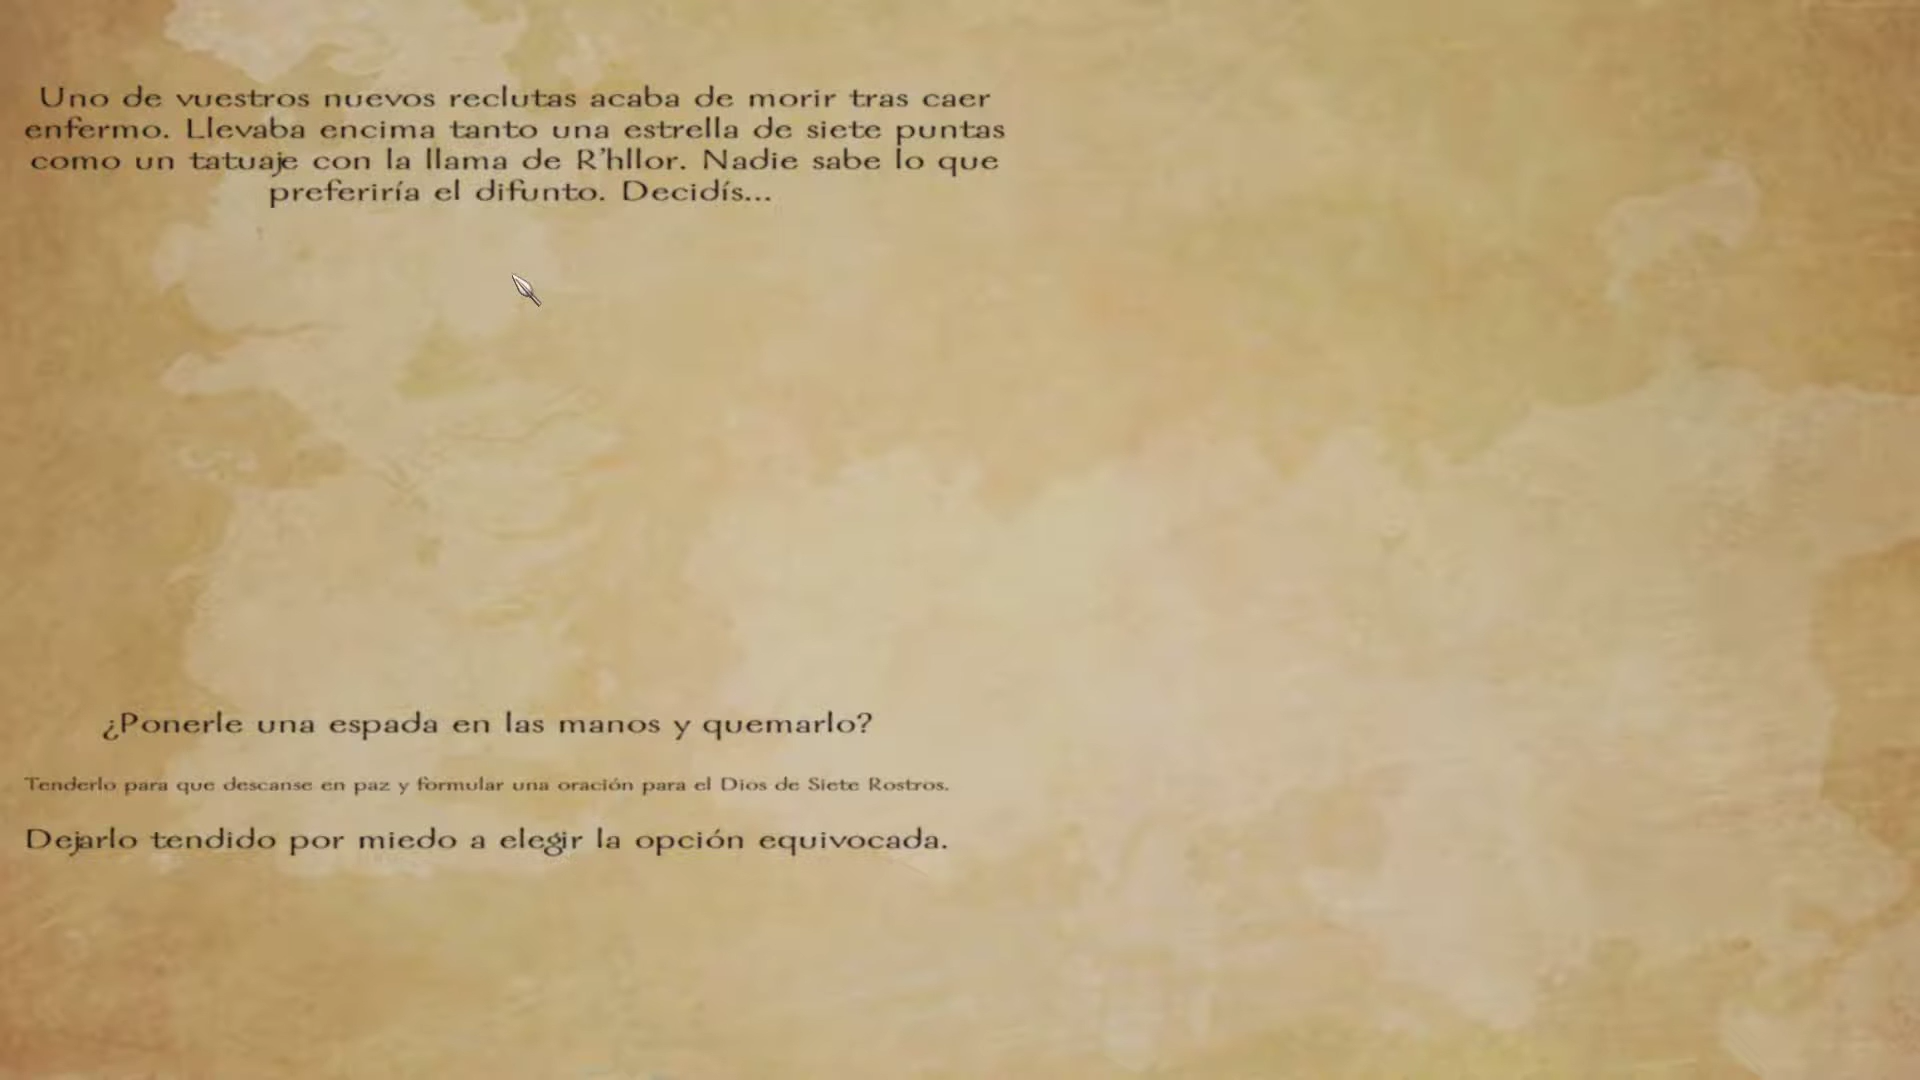 Uno de vuestros nuevos reclutas acaba de morir tras caer
enfermo. Llevaba encima tanto una estrella de siete puntas
como un tatuaje con la llama de R'hllor. Nadie sabe lo que
preferiría el difunto. Decidís...
¿Ponerle una espada en las manos y quemarlo?
Tenderlo para que descanse en paz y formular una oración para el Dios de Siete Rostros.
Dejarlo tendido por miedo a elegir la opción equivocada.